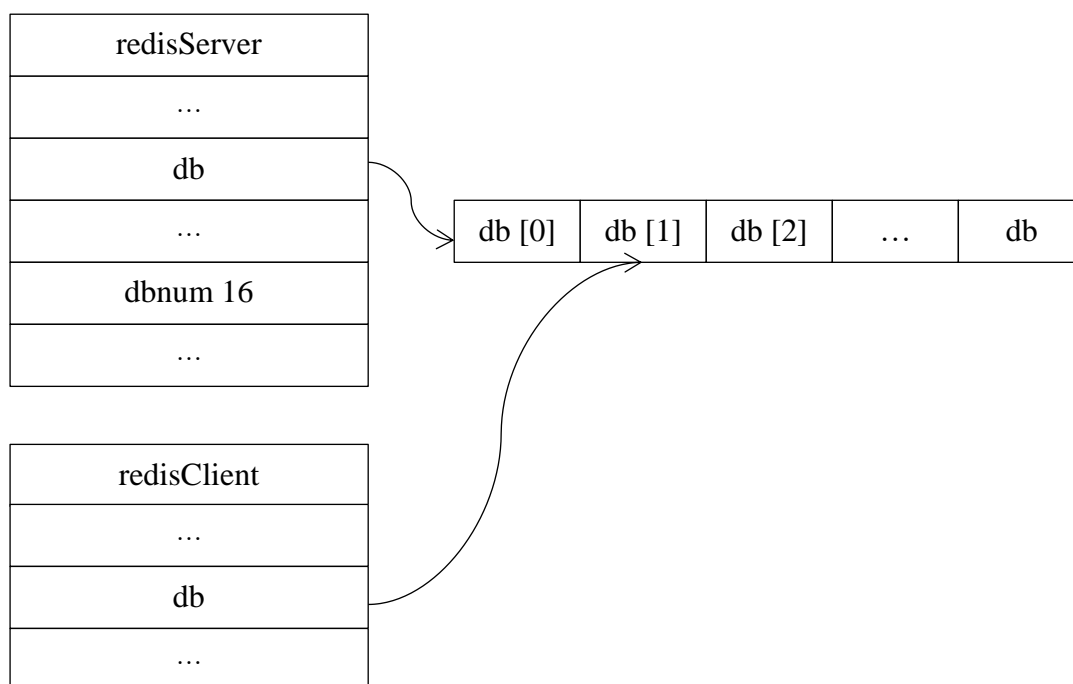 redisServer
…
db
…
dbnum 16
…
db [0] db [1] db [2] … db
redisClient
…
db
…